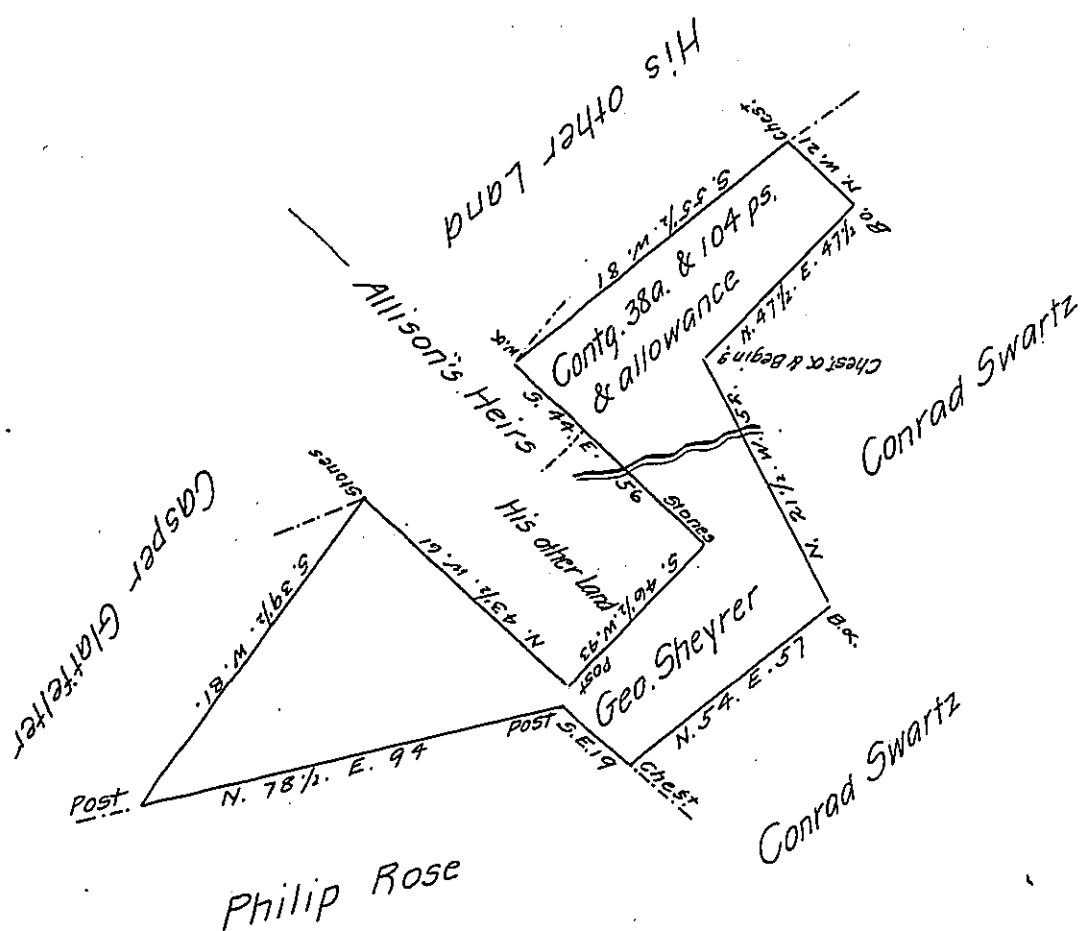 His other Land
Chest.
N. W. 21
S. 55½. W. 81
Bo.
Contg. 38a. & 104 ps.
& allowance
N. 47½. E. 47½
Allison's Heirs
W.o.
Chest o. & Begin.g
Conrad Swartz
S. 44. E. 56
N. 21½. W. 58.
Stones
Casper Glatfelter
Stones
His other land
S. 39½. W. 81.
N. 43½. W. 61
S. 46½. W. 43
Post
Geo. Sheyrer
B.o.
N. 54. E. 57
Post
S. E. 19
Chest
N. 78½. E. 94
Post
Conrad Swartz
Philip Rose